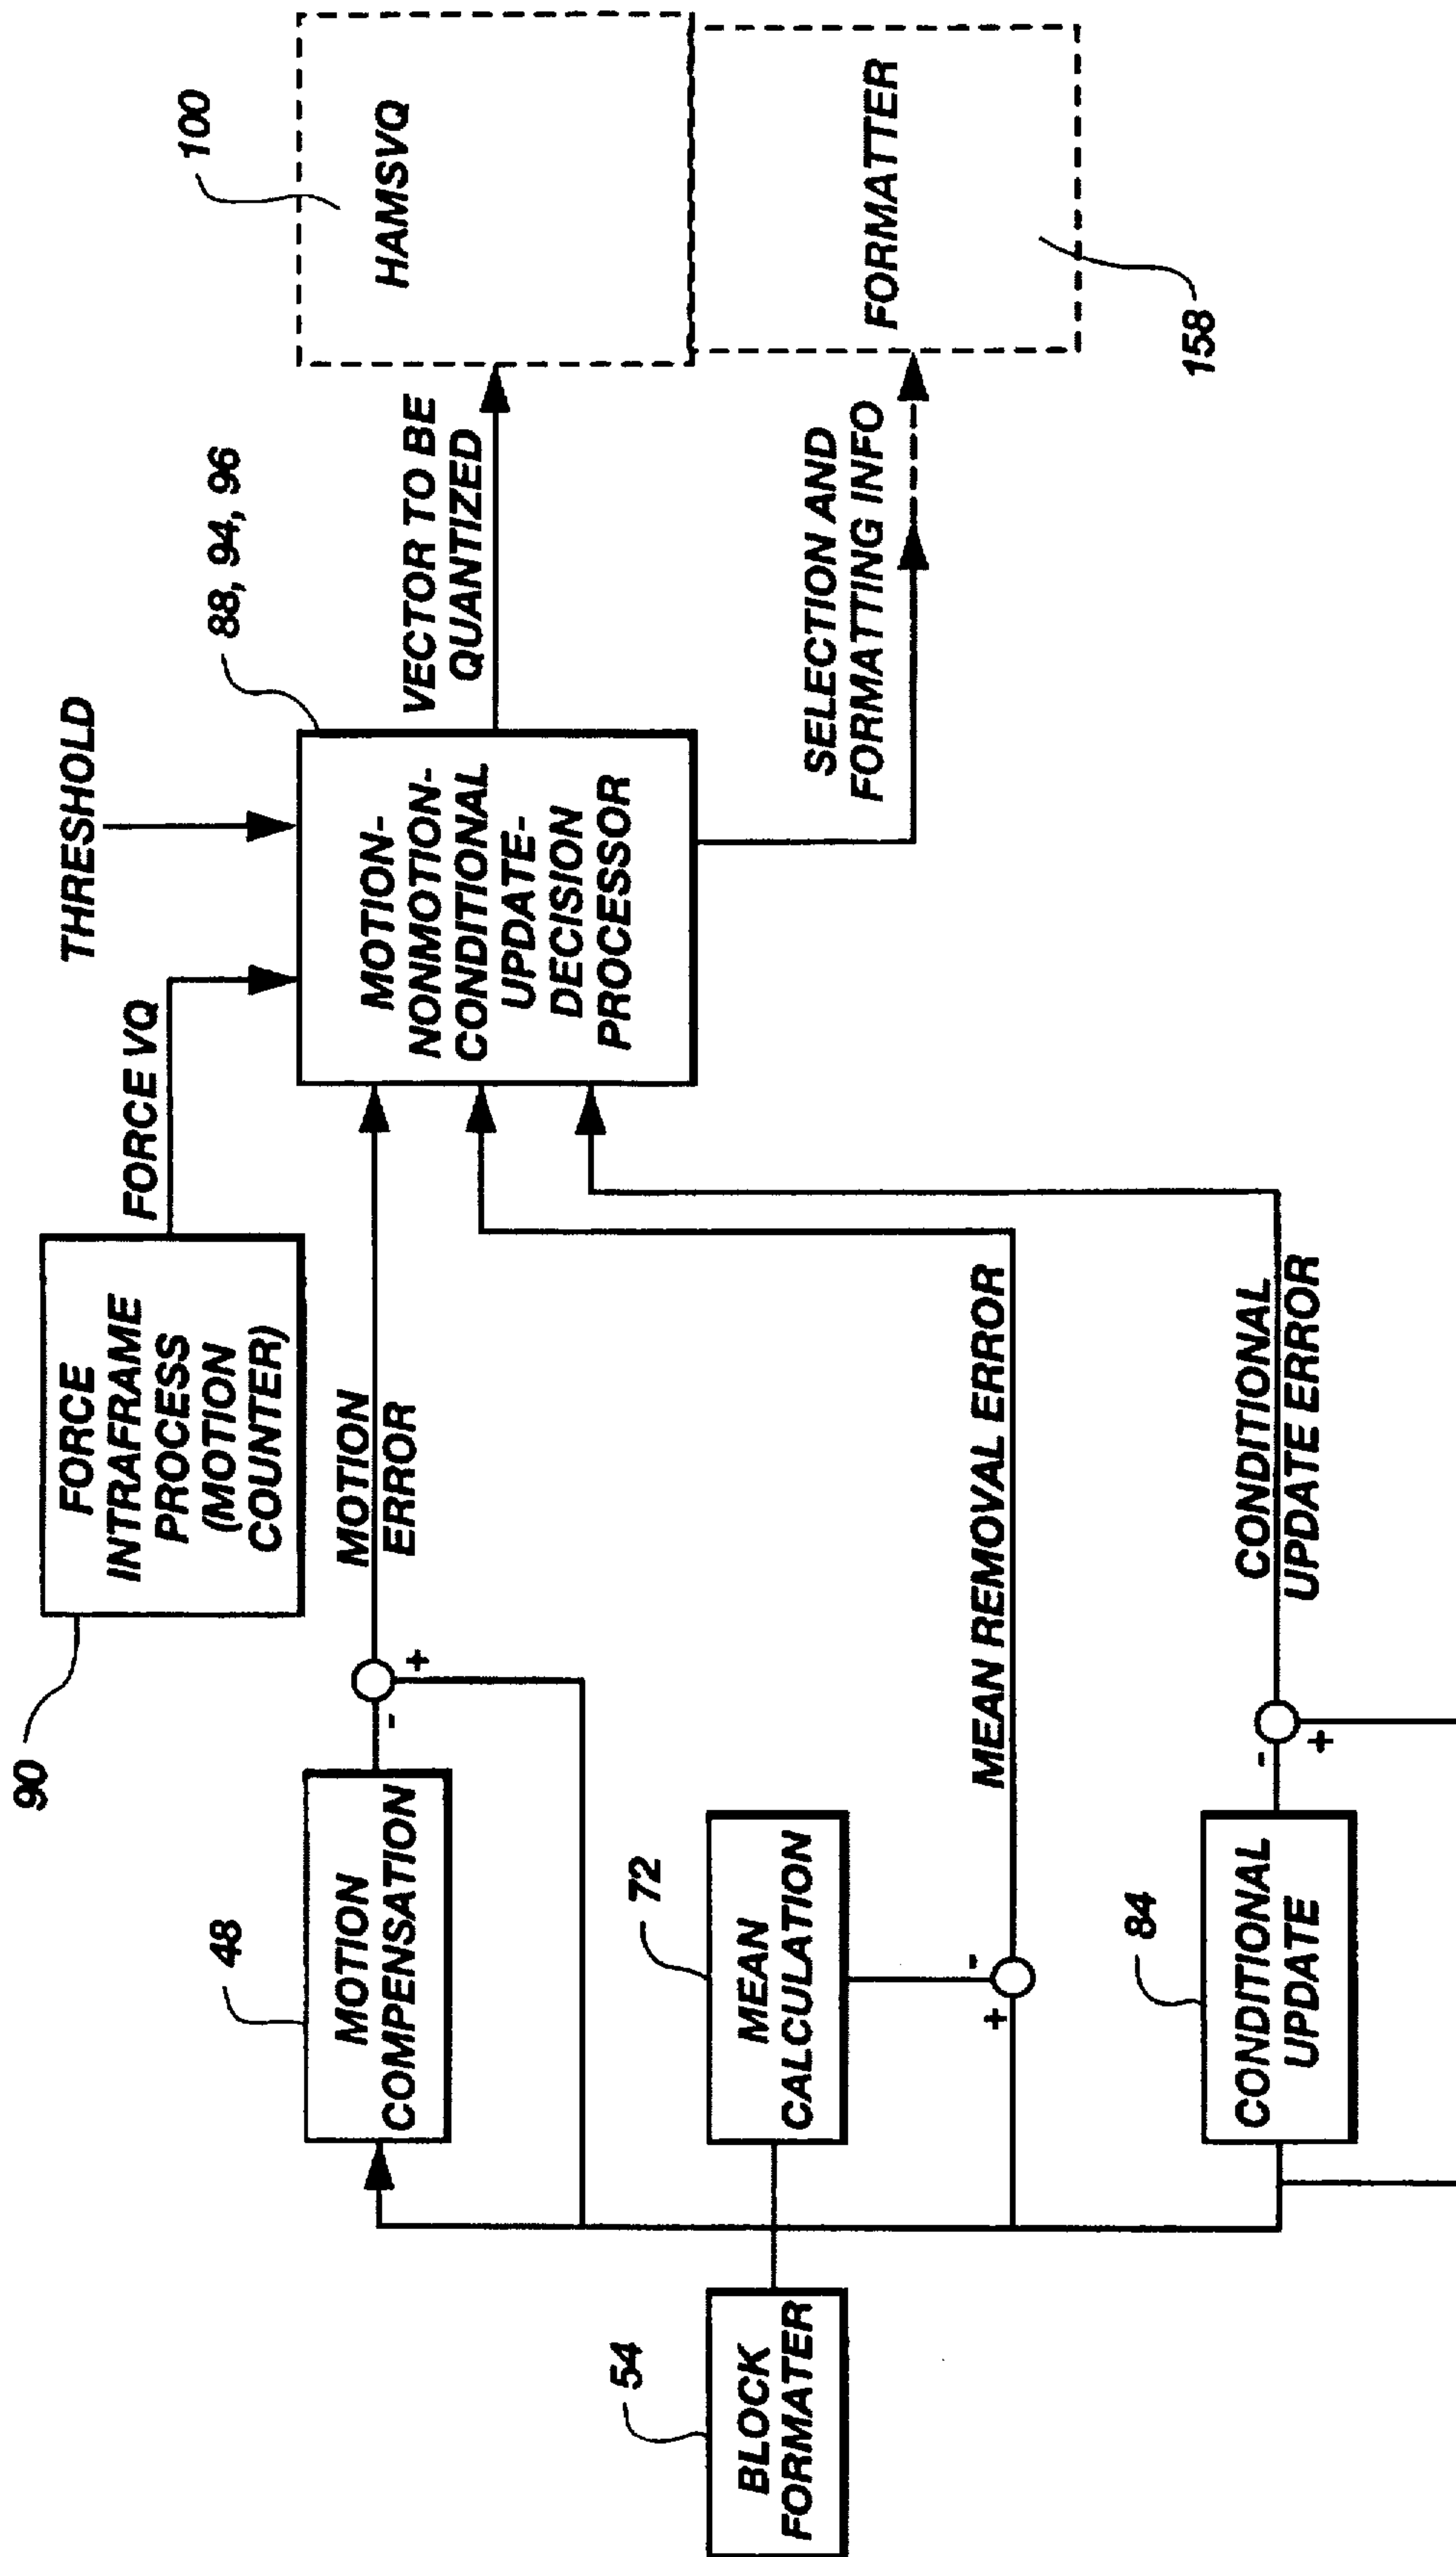 90
FORCE
INTRAFRAME
PROCESS
(MOTION
COUNTER)
FORCE VQ
THRESHOLD
48
MOTION
COMPENSATION
-
+
MOTION
ERROR
88, 94, 96
MOTION-
NONMOTION-
CONDITIONAL
UPDATE-
DECISION
PROCESSOR
VECTOR TO BE
QUANTIZED
100
HAMSVQ
54
BLOCK
FORMATER
72
MEAN
CALCULATION
-
+
MEAN REMOVAL ERROR
SELECTION AND
FORMATTING INFO
FORMATTER
158
84
CONDITIONAL
UPDATE
-
+
CONDITIONAL
UPDATE ERROR